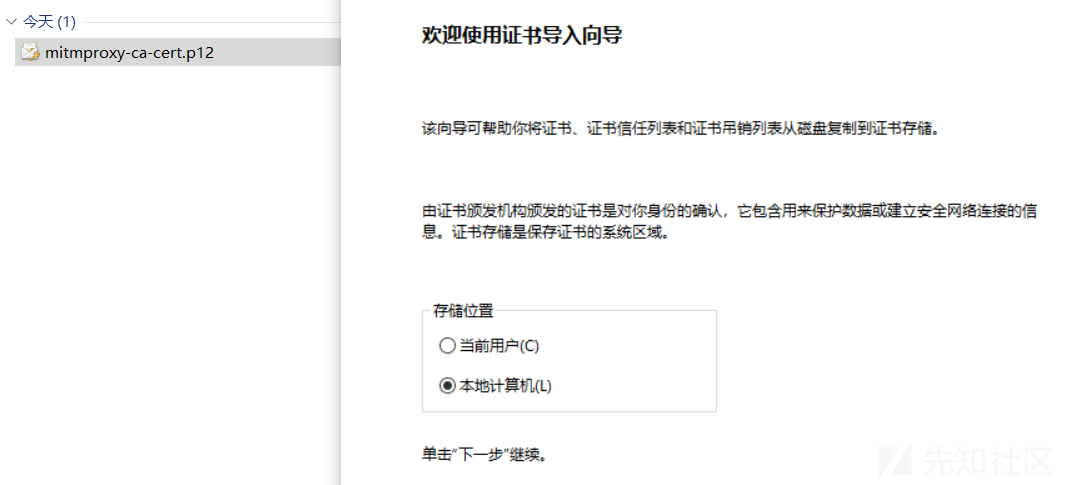 今天 (1)
mitmproxy-ca-cert.p12
欢迎使用证书导入向导
该向导可帮助你将证书、证书信任列表和证书吊销列表从磁盘复制到证书存储。
由证书颁发机构颁发的证书是对你身份的确认，它包含用来保护数据或建立安全网络连接的信
息。证书存储是保存证书的系统区域。
存储位置
当前用户(C)
本地计算机(L)
单击“下一步”继续。
先知社区